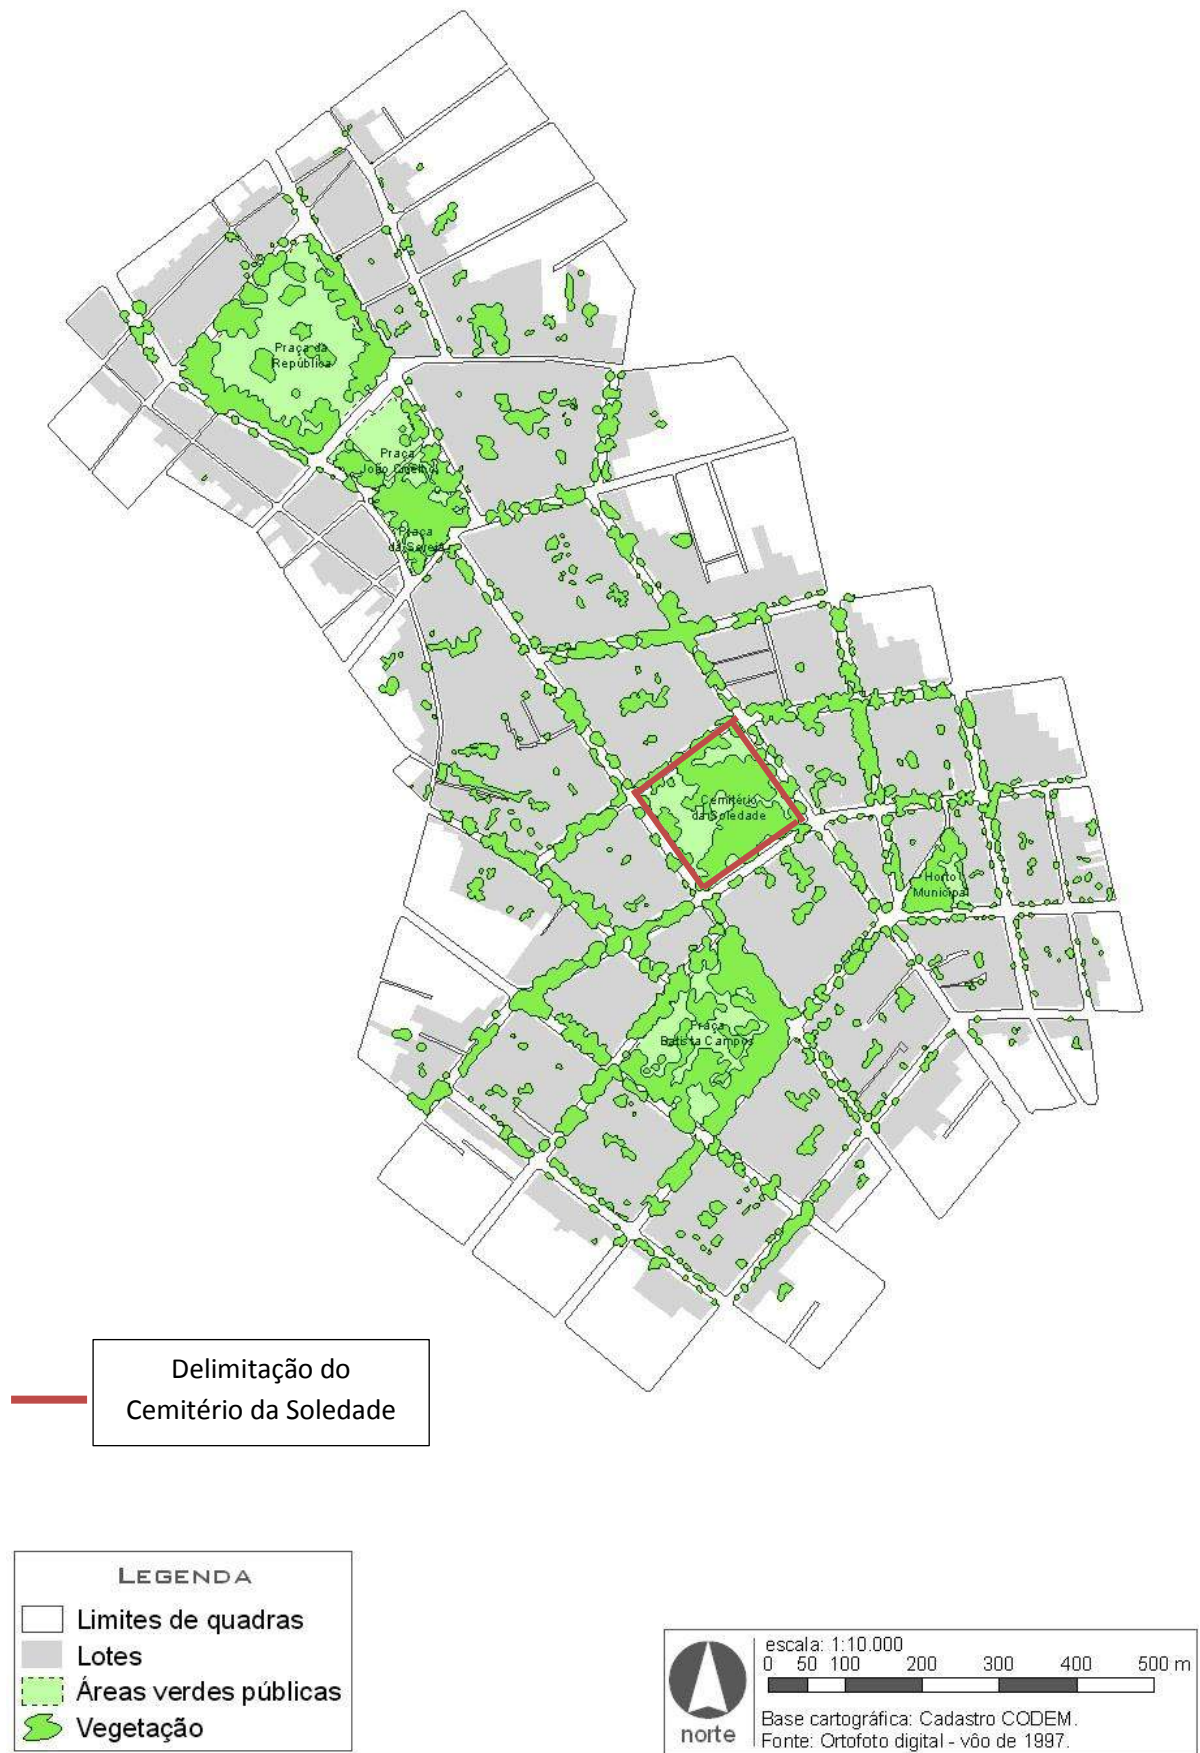 Praça da
República
Praça
João Coelho
Praça
da Sereia
Cemitério
da Soledade
Horto
Municipal
Praça
Batista Campos
Delimitação do
Cemitério da Soledade
LEGENDA
Limites de quadras
Lotes
Áreas verdes públicas
Vegetação
norte
escala: 1:10.000
0 50 100 200 300 400 500 m
Base cartográfica: Cadastro CODEM.
Fonte: Ortofoto digital - vôo de 1997.